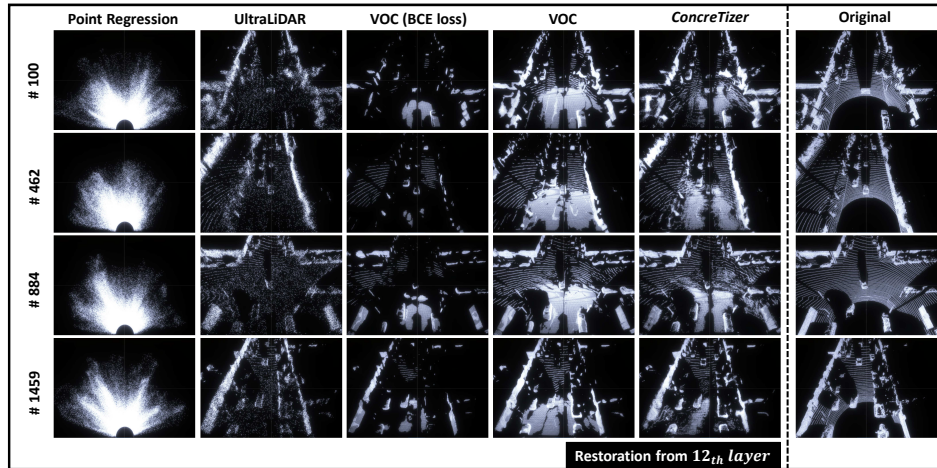 Point Regression UltraLiDAR VOC (BCE loss) VOC ConcreTizer Original
# 100
# 462
# 884
# 1459
Restoration from 12th layer